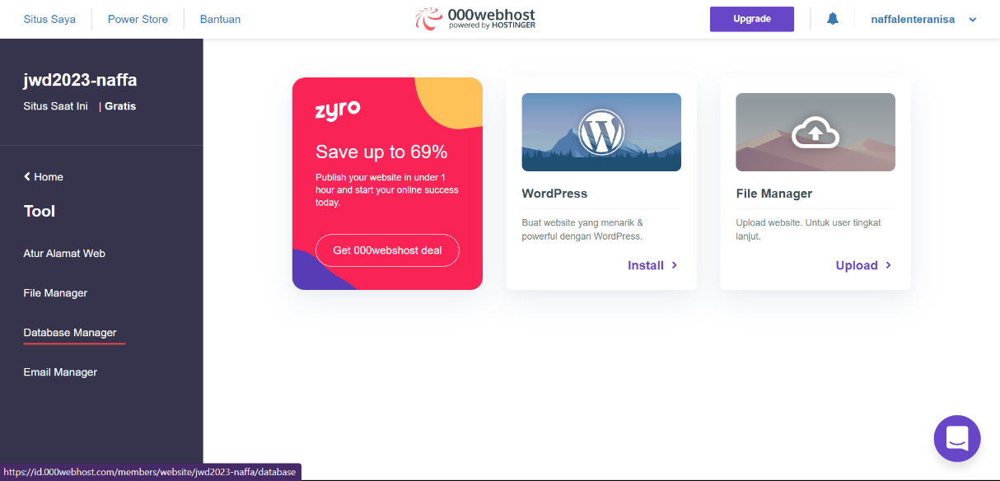 Situs Saya
Power Store
Bantuan
000webhost
powered by HOSTINGER
Upgrade
naffalenteranisa
jwd2023-naffa
Situs Saat Ini | Gratis
Home
Tool
Atur Alamat Web
File Manager
Database Manager
Email Manager
zyro
Save up to 69%
Publish your website in under 1
hour and start your online success
today.
Get 000webshost deal
WordPress
Buat website yang menarik &
powerful dengan WordPress.
Install
File Manager
Upload website. Untuk user tingkat
lanjut.
Upload
https://id.000webhost.com/members/website/jwd2023-naffa/database